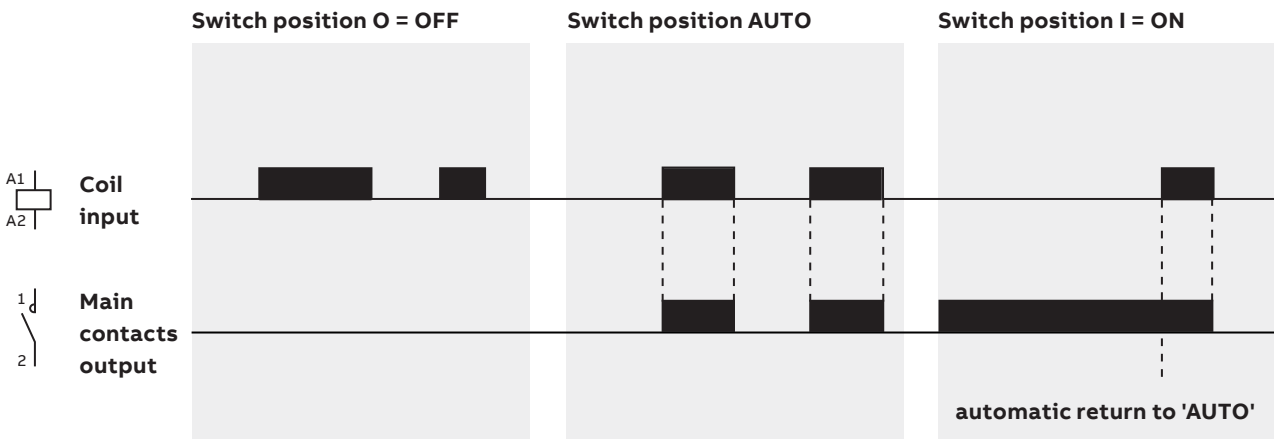 Switch position O = OFF
Switch position AUTO
Switch position I = ON
A1
A2
Coil
input
1
2
Main
contacts
output
automatic return to 'AUTO'